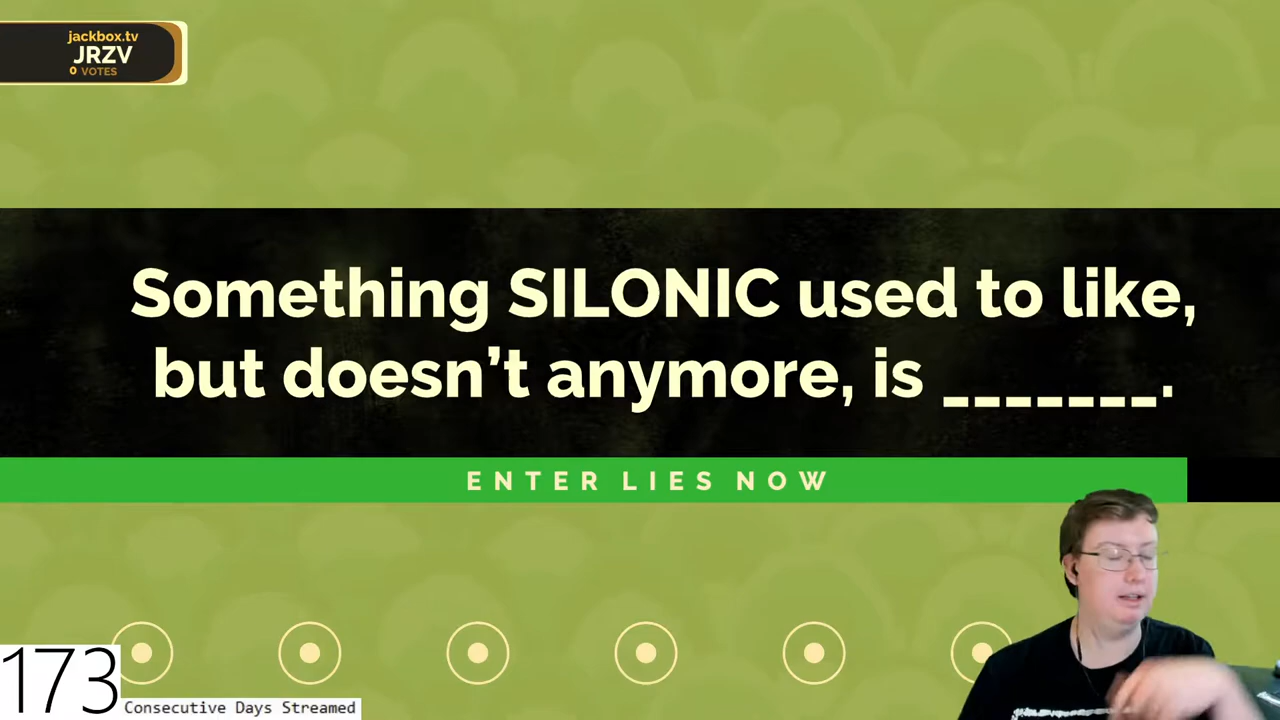 jackbox.tv
JRZV
0 VOTES
Something SILONIC used to like,
but doesn’t anymore, is _______.
ENTER LIES NOW
173
Consecutive Days Streamed